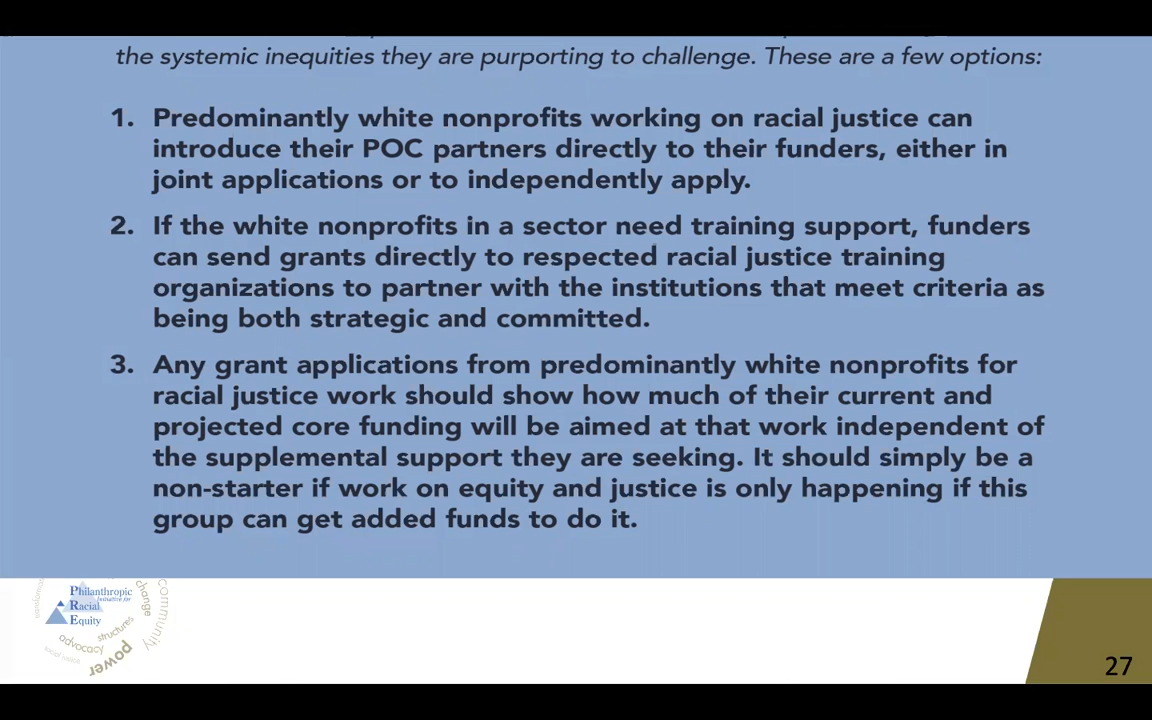 the systemic inequities they are purporting to challenge. These are a few options:
1. Predominantly white nonprofits working on racial justice can
introduce their POC partners directly to their funders, either in
joint applications or to independently apply.
2. If the white nonprofits in a sector need training support, funders
can send grants directly to respected racial justice training
organizations to partner with the institutions that meet criteria as
being both strategic and committed.
3. Any grant applications from predominantly white nonprofits for
racial justice work should show how much of their current and
projected core funding will be aimed at that work independent of
the supplemental support they are seeking. It should simply be a
non-starter if work on equity and justice is only happening if this
group can get added funds to do it.
Philanthropic
Initiative for
Racial
Equity
change
community
structures
advocacy
power
27